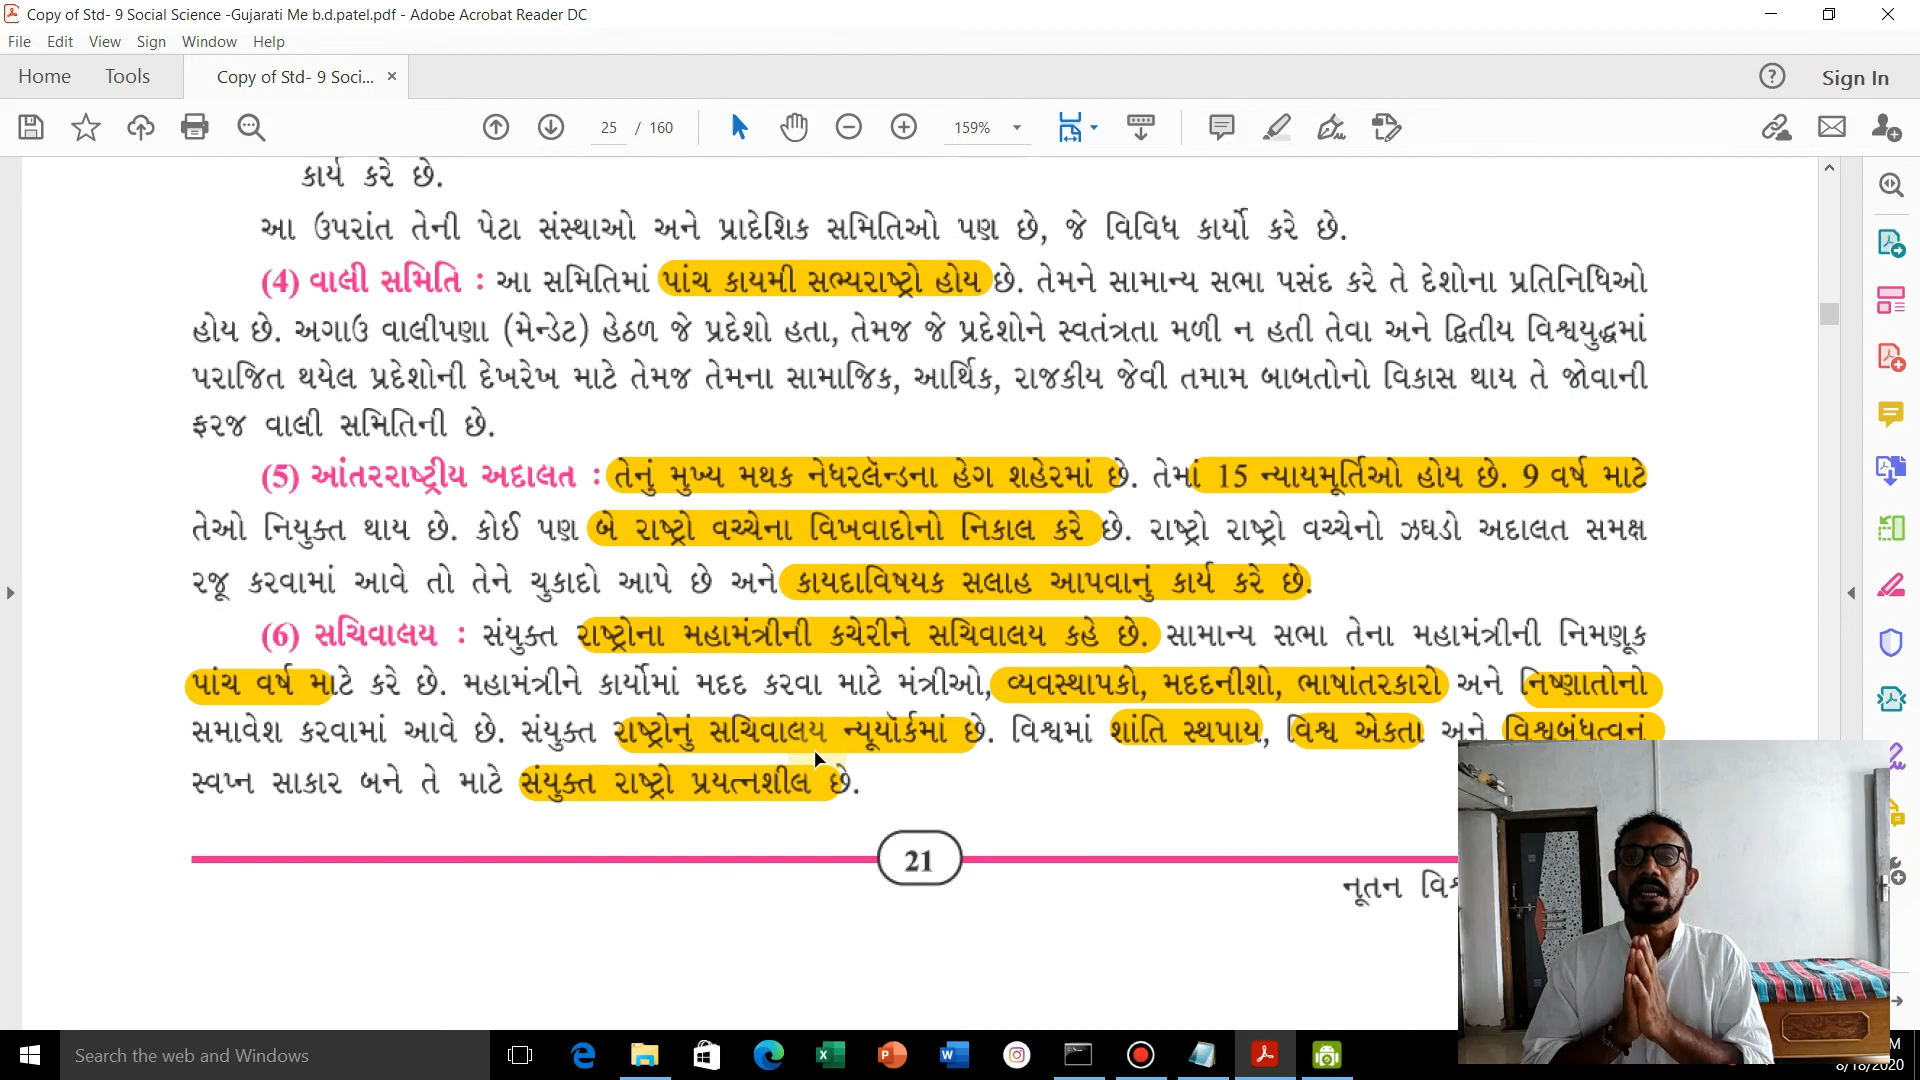 Copy of Std- 9 Social Science -Gujarati Me b.d.patel.pdf - Adobe Acrobat Reader DC
File Edit View Sign Window Help
Home Tools Copy of Std- 9 Soci... × Sign In
25 / 160 159%
કાર્ય કરે છે.
આ ઉપરાંત તેની પેટા સંસ્થાઓ અને પ્રાદેશિક સમિતિઓ પણ છે, જે વિવિધ કાર્યો કરે છે.
(4) વાલી સમિતિ : આ સમિતિમાં પાંચ કાયમી સભ્યરાષ્ટ્રો હોય છે. તેમને સામાન્ય સભા પસંદ કરે તે દેશોના પ્રતિનિધિઓ
હોય છે. અગાઉ વાલીપણા (મેન્ડેટ) હેઠળ જે પ્રદેશો હતા, તેમજ જે પ્રદેશોને સ્વતંત્રતા મળી ન હતી તેવા અને દ્વિતીય વિશ્વયુદ્ધમાં
પરાજિત થયેલ પ્રદેશોની દેખરેખ માટે તેમજ તેમના સામાજિક, આર્થિક, રાજકીય જેવી તમામ બાબતોનો વિકાસ થાય તે જોવાની
ફરજ વાલી સમિતિની છે.
(5) આંતરરાષ્ટ્રીય અદાલત : તેનું મુખ્ય મથક નેધરલૅન્ડના હેગ શહેરમાં છે. તેમાં 15 ન્યાયમૂર્તિઓ હોય છે. 9 વર્ષ માટે
તેઓ નિયુક્ત થાય છે. કોઈ પણ બે રાષ્ટ્રો વચ્ચેના વિખવાદોનો નિકાલ કરે છે. રાષ્ટ્રો રાષ્ટ્રો વચ્ચેનો ઝઘડો અદાલત સમક્ષ
રજૂ કરવામાં આવે તો તેને ચુકાદો આપે છે અને કાયદાવિષયક સલાહ આપવાનું કાર્ય કરે છે.
(6) સચિવાલય : સંયુક્ત રાષ્ટ્રોના મહામંત્રીની કચેરીને સચિવાલય કહે છે. સામાન્ય સભા તેના મહામંત્રીની નિમણૂક
પાંચ વર્ષ માટે કરે છે. મહામંત્રીને કાર્યોમાં મદદ કરવા માટે મંત્રીઓ, વ્યવસ્થાપકો, મદદનીશો, ભાષાંતરકારો અને નિષ્ણાતોનો
સમાવેશ કરવામાં આવે છે. સંયુક્ત રાષ્ટ્રોનું સચિવાલય ન્યૂયૉર્કમાં છે. વિશ્વમાં શાંતિ સ્થપાય, વિશ્વ એકતા અને વિશ્વબંધત્વનં
સ્વપ્ન સાકાર બને તે માટે સંયુક્ત રાષ્ટ્રો પ્રયત્નશીલ છે.
21
નૂતન
Search the web and Windows
8/18/2020